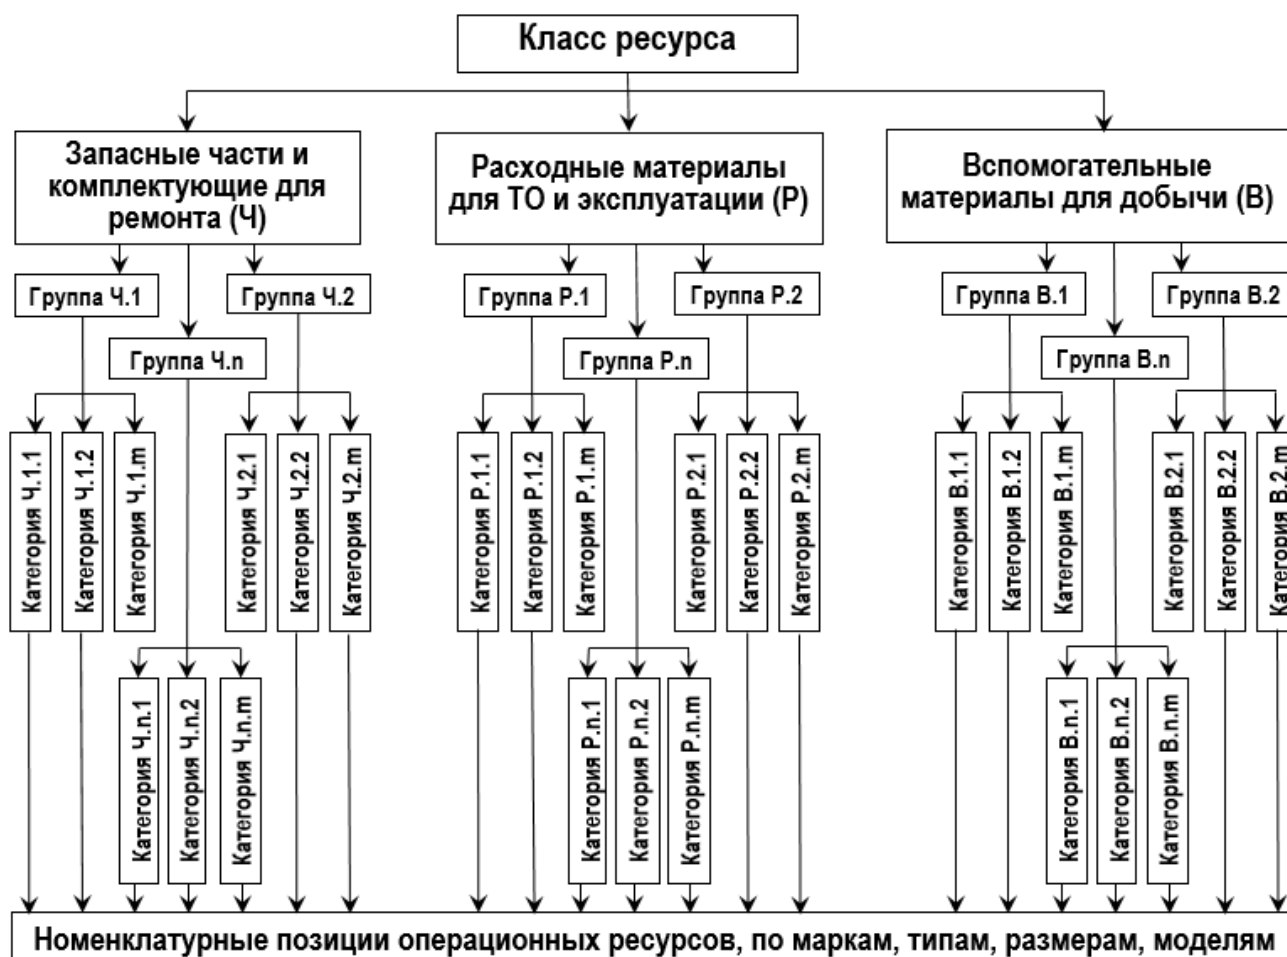 Класс ресурса
Запасные части и
комплектующие для
ремонта (Ч)
Расходные материалы
для ТО и эксплуатации (Р)
Вспомогательные
материалы для добычи (В)
Группа Ч.1
Группа Ч.2
Группа Р.1
Группа Р.2
Группа В.1
Группа В.2
Группа Ч.n
Группа Р.n
Группа В.n
Категория Ч.1.1
Категория Ч.1.2
Категория Ч.1.m
Категория Ч.2.1
Категория Ч.2.2
Категория Ч.2.m
Категория Р.1.1
Категория Р.1.2
Категория Р.1.m
Категория Р.2.1
Категория Р.2.2
Категория Р.2.m
Категория В.1.1
Категория В.1.2
Категория В.1.m
Категория В.2.1
Категория В.2.2
Категория В.2.m
Категория Ч.n.1
Категория Ч.n.2
Категория Ч.n.m
Категория Р.n.1
Категория Р.n.2
Категория Р.n.m
Категория В.n.1
Категория В.n.2
Категория В.n.m
Номенклатурные позиции операционных ресурсов, по маркам, типам, размерам, моделям